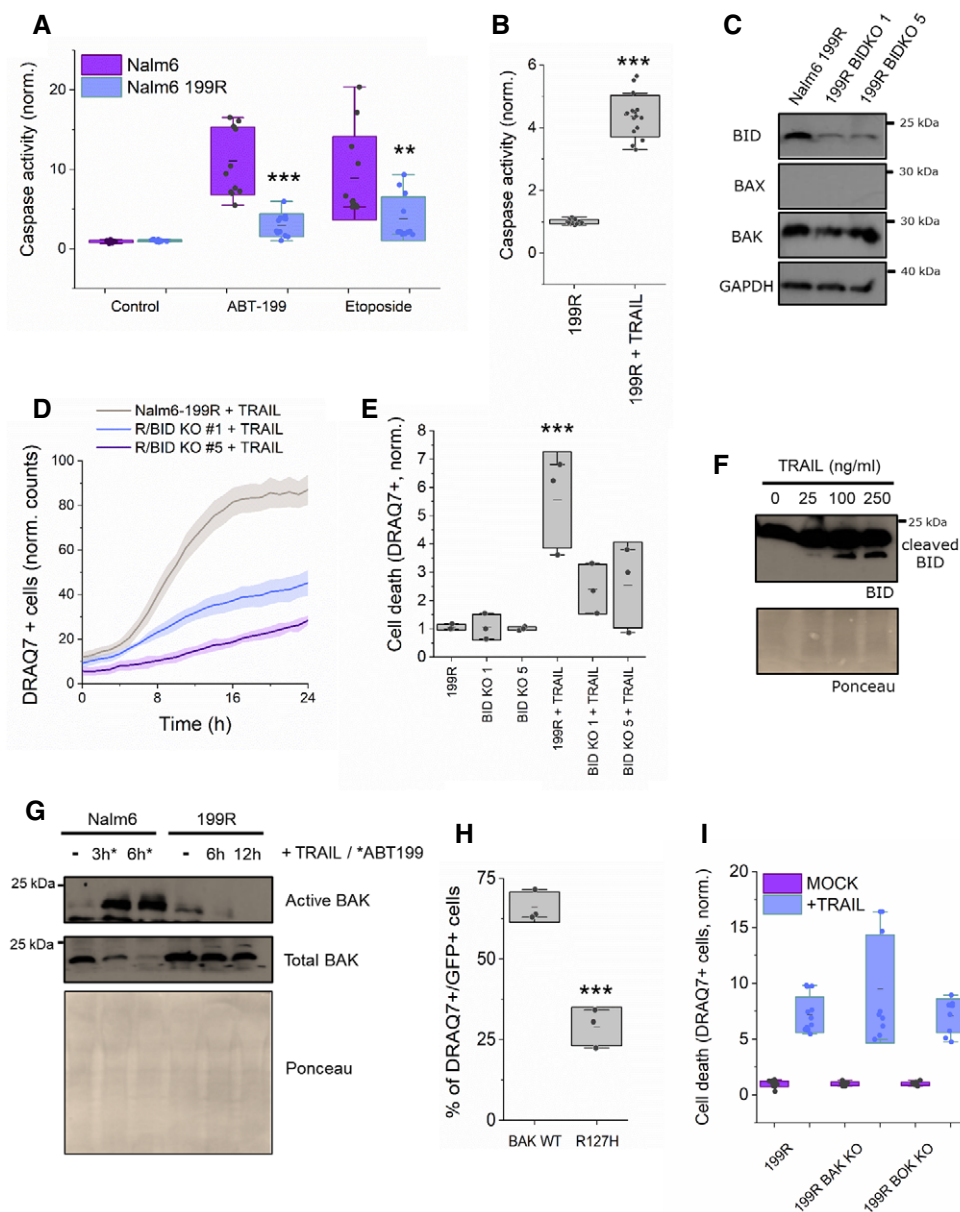 A
Caspase activity (norm.)
20
10
0
Nalm6
Nalm6 199R
***
**
Control
ABT-199
Etoposide
B
Caspase activity (norm.)
6
4
2
0
***
199R
199R + TRAIL
C
Nalm6 199R
199R BIDKO 1
199R BIDKO 5
BID
25 kDa
BAX
30 kDa
BAK
30 kDa
GAPDH
40 kDa
D
Nalm6-199R + TRAIL
R/BID KO #1 + TRAIL
R/BID KO #5 + TRAIL
DRAQ7 + cells (norm. counts)
100
80
60
40
20
0
0 8 16 24
Time (h)
E
Cell death (DRAQ7+, norm.)
8
7
6
5
4
3
2
1
0
***
199R
BID KO 1
BID KO 5
199R + TRAIL
BID KO 1 + TRAIL
BID KO 5 + TRAIL
F
TRAIL (ng/ml)
0 25 100 250
25 kDa
cleaved
BID
BID
Ponceau
G
Nalm6 199R
- 3h* 6h* - 6h 12h + TRAIL / *ABT199
25 kDa
Active BAK
25 kDa
Total BAK
Ponceau
H
% of DRAQ7+/GFP+ cells
75
50
25
0
***
BAK WT
R127H
I
Cell death (DRAQ7+ cells, norm.)
20
15
10
5
0
MOCK
+TRAIL
199R
199R BAK KO
199R BOK KO